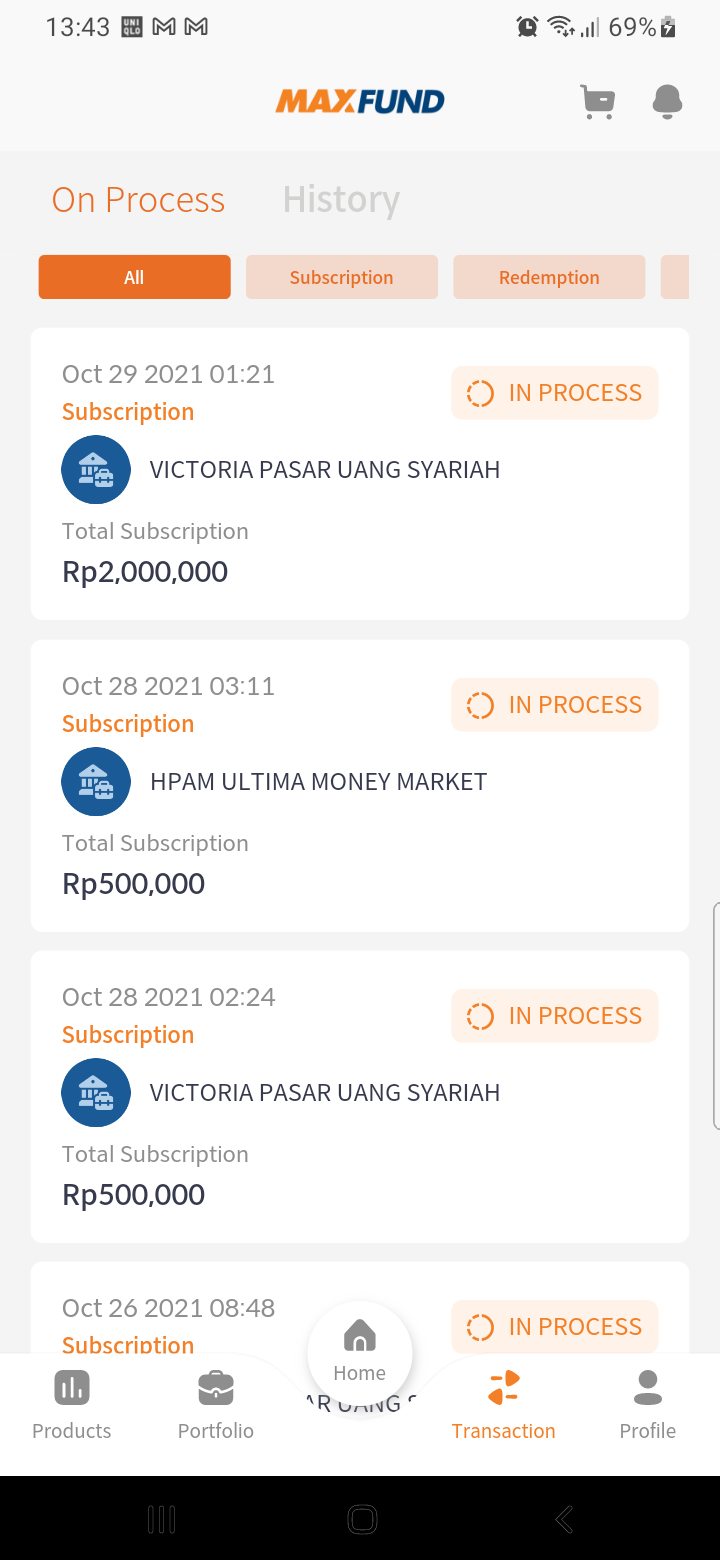 13:43 UNI QLO 69%
MAXFUND
On Process History
All Subscription Redemption
Oct 29 2021 01:21
IN PROCESS
Subscription
VICTORIA PASAR UANG SYARIAH
Total Subscription
Rp2,000,000
Oct 28 2021 03:11
IN PROCESS
Subscription
HPAM ULTIMA MONEY MARKET
Total Subscription
Rp500,000
Oct 28 2021 02:24
IN PROCESS
Subscription
VICTORIA PASAR UANG SYARIAH
Total Subscription
Rp500,000
Oct 26 2021 08:48
IN PROCESS
Subscription
UANG
Products Portfolio Home Transaction Profile